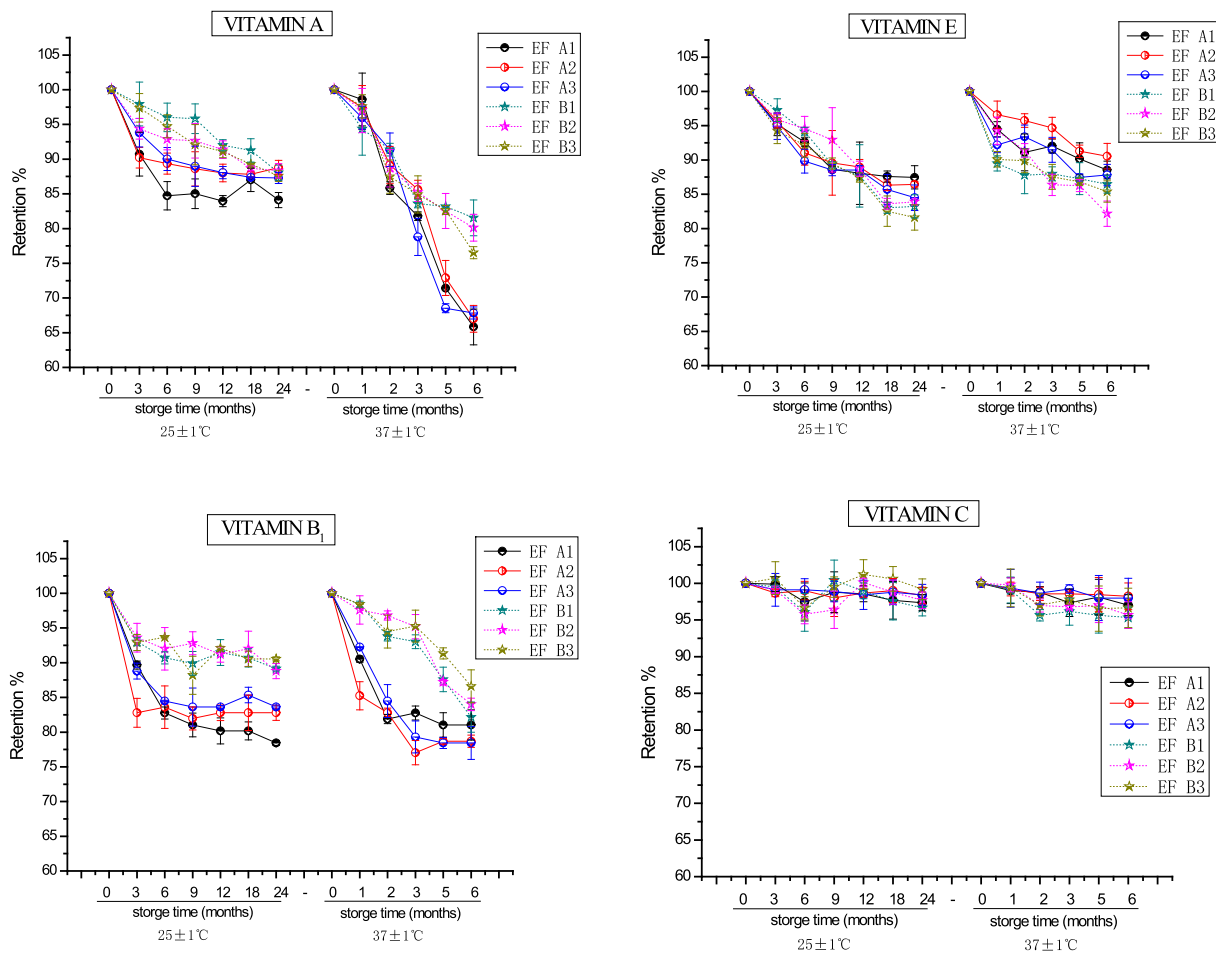 VITAMIN A
EF A1
EF A2
EF A3
EF B1
EF B2
EF B3
Retention %
105
100
95
90
85
80
75
70
65
60
0 3 6 9 12 18 24 - 0 1 2 3 5 6
storge time (months) storge time (months)
25±1℃ 37±1℃
VITAMIN E
EF A1
EF A2
EF A3
EF B1
EF B2
EF B3
Retention %
105
100
95
90
85
80
75
70
65
60
0 3 6 9 12 18 24 - 0 1 2 3 5 6
storge time (months) storge time (months)
25±1℃ 37±1℃
VITAMIN B₁
EF A1
EF A2
EF A3
EF B1
EF B2
EF B3
Retention %
105
100
95
90
85
80
75
70
65
60
0 3 6 9 12 18 24 - 0 1 2 3 5 6
storge time (months) storge time (months)
25±1℃ 37±1℃
VITAMIN C
Retention %
105
100
95
90
85
80
75
70
65
60
EF A1
EF A2
EF A3
EF B1
EF B2
EF B3
0 3 6 9 12 18 24 - 0 1 2 3 5 6
storge time (months) storge time (months)
25±1℃ 37±1℃